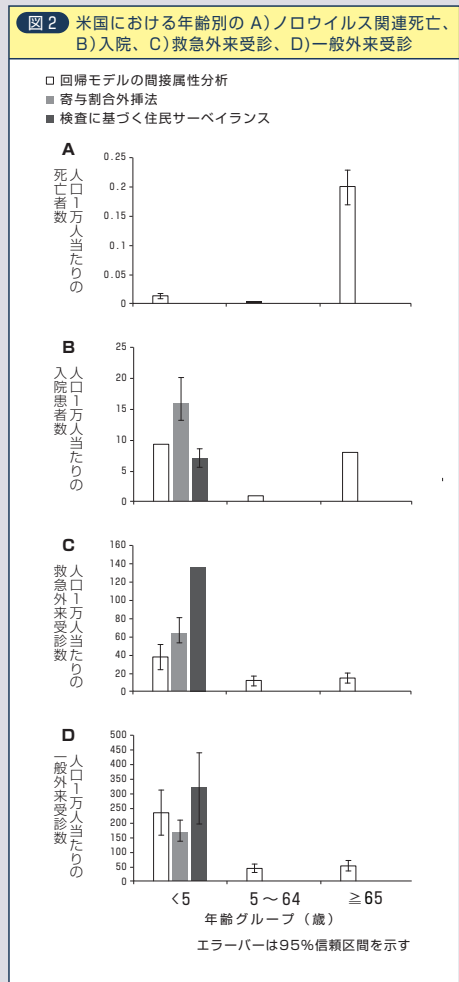 図2 米国における年齢別の A)ノロウイルス関連死亡、
B)入院、C)救急外来受診、D)一般外来受診
回帰モデルの間接属性分析
寄与割合外挿法
検査に基づく住民サーベイランス
A
人口1万人当たりの
死亡者数
0.25
0.2
0.15
0.1
0.05
0
B
人口1万人当たりの
入院患者数
25
20
15
10
5
0
C
人口1万人当たりの
救急外来受診数
160
140
120
100
80
60
40
20
0
D
人口1万人当たりの
一般外来受診数
500
450
400
350
300
250
200
150
100
50
0
<5 5～64 ≧65
年齢グループ（歳）
エラーバーは95%信頼区間を示す